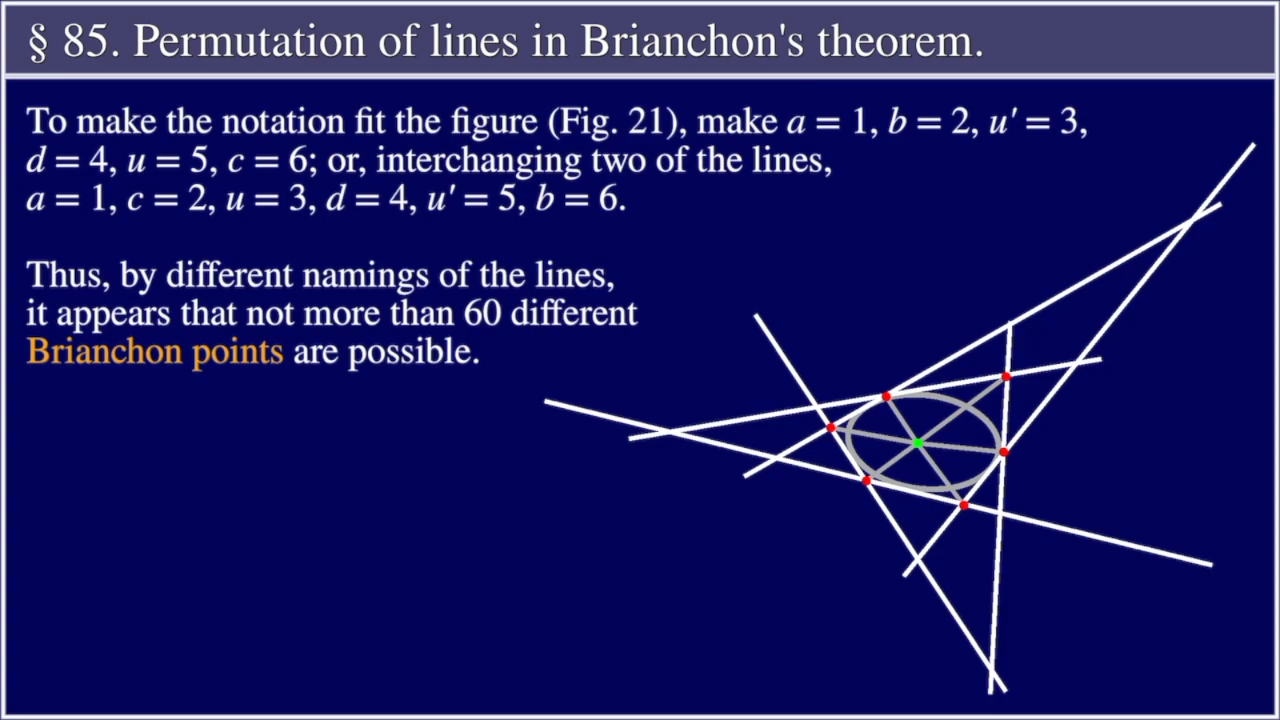 § 85. Permutation of lines in Brianchon's theorem.
To make the notation fit the figure (Fig. 21), make a = 1, b = 2, u' = 3,
d = 4, u = 5, c = 6; or, interchanging two of the lines,
a = 1, c = 2, u = 3, d = 4, u' = 5, b = 6.
Thus, by different namings of the lines,
it appears that not more than 60 different
Brianchon points are possible.